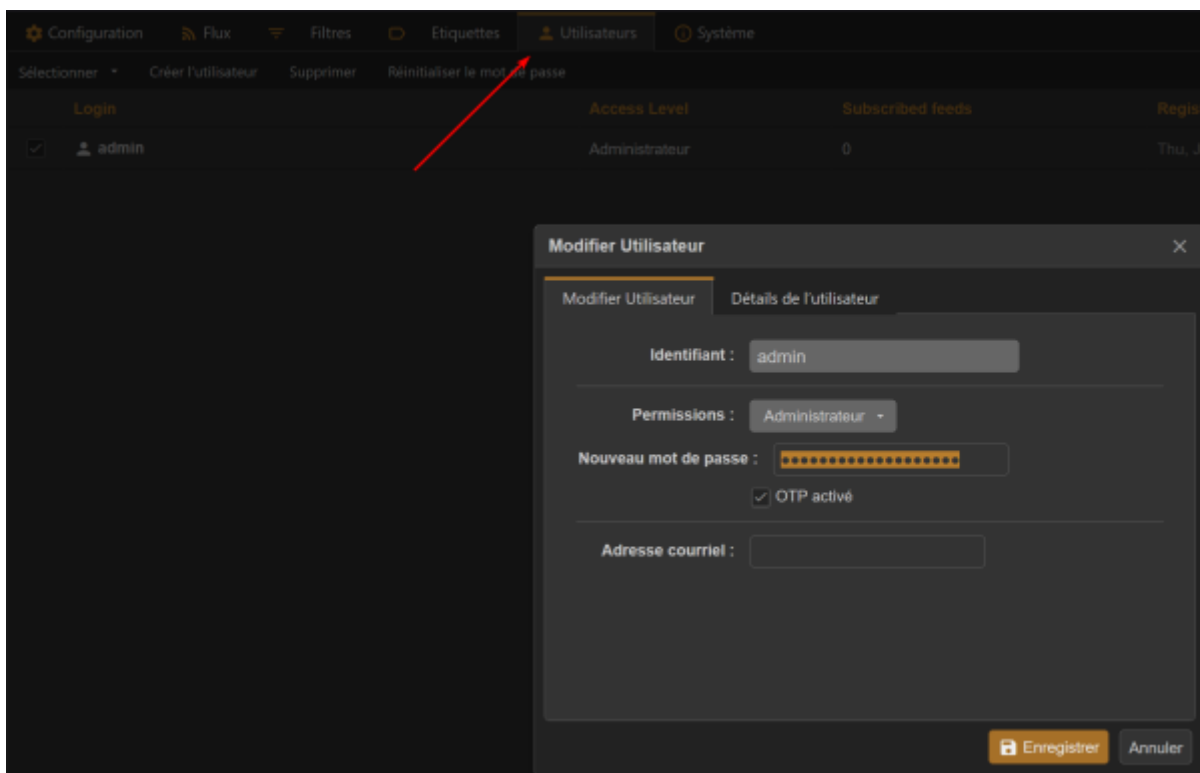 Configuration Flux Filtres Etiquettes Utilisateurs Système
Sélectionner Créer l'utilisateur Supprimer Réinitialiser le mot de passe
Login Access Level Subscribed feeds Regis
admin Administrateur 0 Thu, J
Modifier Utilisateur
Modifier Utilisateur Détails de l'utilisateur
Identifiant : admin
Permissions : Administrateur
Nouveau mot de passe : •••••••••••••••••••
OTP activé
Adresse courriel :
Enregistrer Annuler